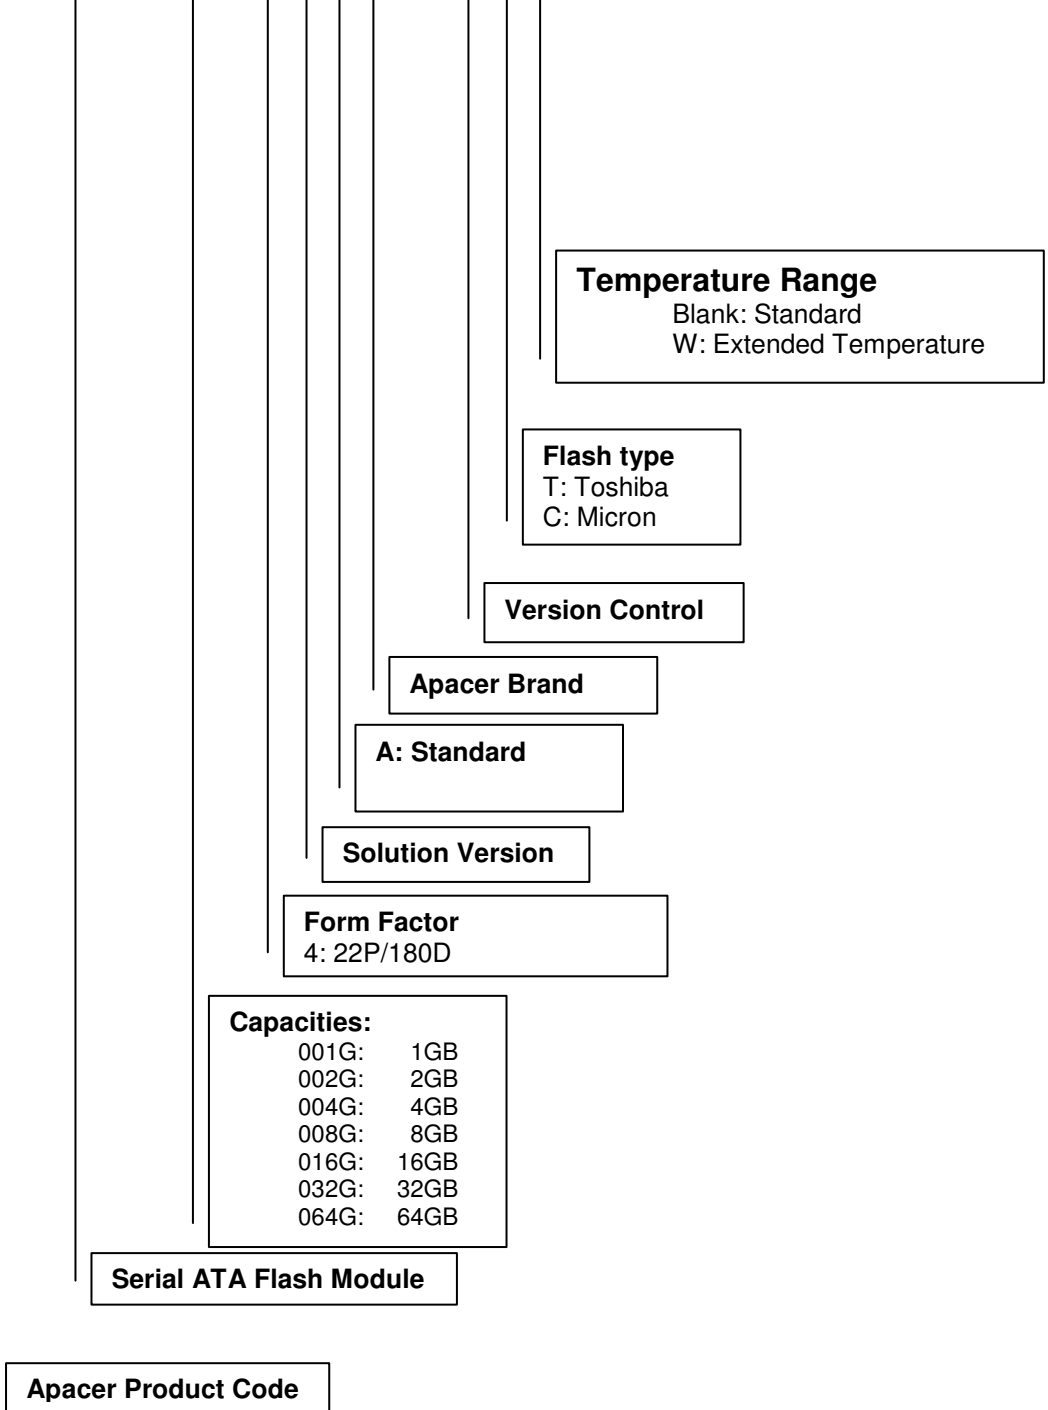 Temperature Range
Blank: Standard
W: Extended Temperature
Flash type
T: Toshiba
C: Micron
Version Control
Apacer Brand
A: Standard
Solution Version
Form Factor
4: 22P/180D
Capacities:
001G: 1GB
002G: 2GB
004G: 4GB
008G: 8GB
016G: 16GB
032G: 32GB
064G: 64GB
Serial ATA Flash Module
Apacer Product Code